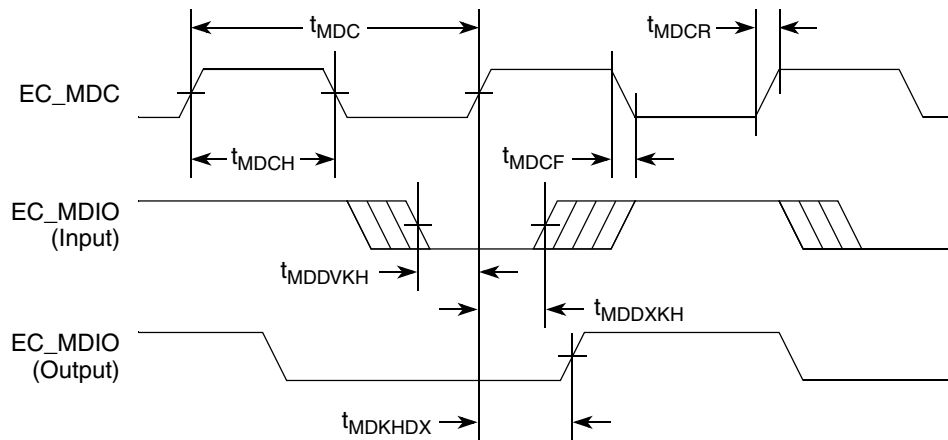 tMDC
tMDCR
EC_MDC
tMDCH
tMDCF
EC_MDIO
(Input)
tMDDVKH
tMDDXKH
EC_MDIO
(Output)
tMDKHDX